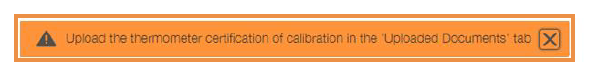 Upload the thermometer certification of calibration in the 'Uploaded Documents' tab